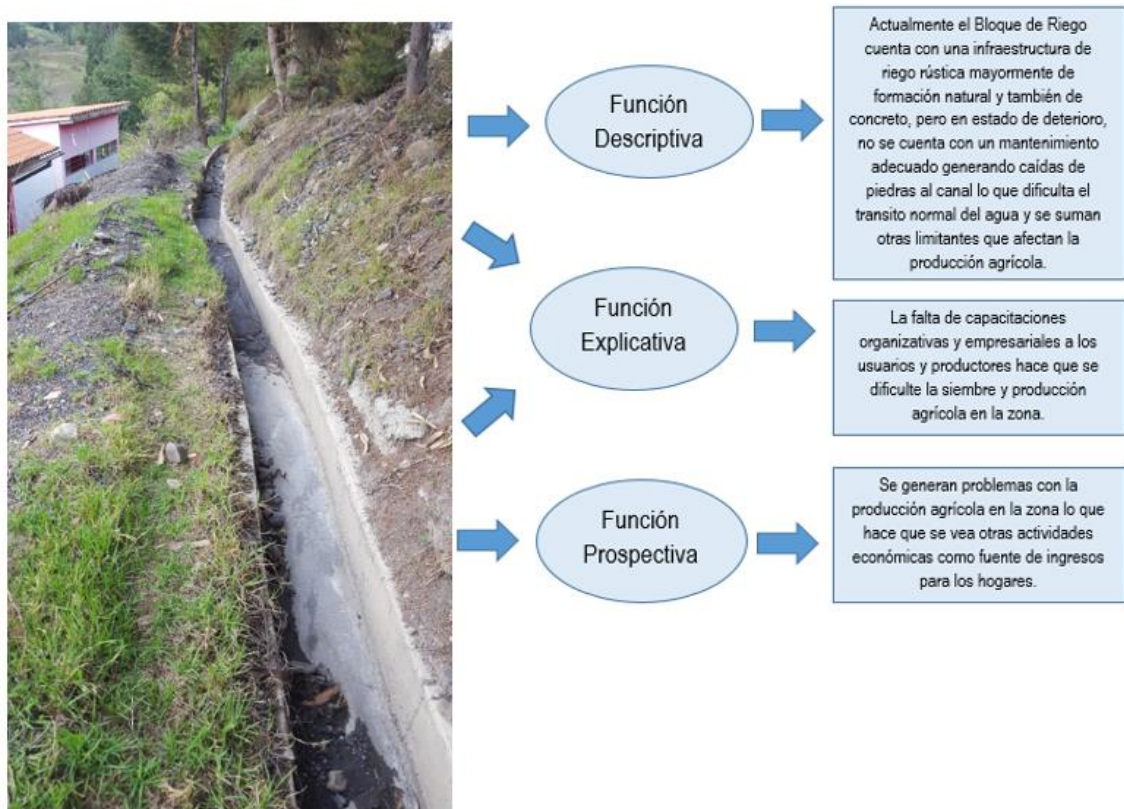 Función
Descriptiva
Actualmente el Bloque de Riego
cuenta con una infraestructura de
riego rústica mayormente de
formación natural y también de
concreto, pero en estado de deterioro,
no se cuenta con un mantenimiento
adecuado generando caídas de
piedras al canal lo que dificulta el
transito normal del agua y se suman
otras limitantes que afectan la
producción agrícola.
Función
Explicativa
La falta de capacitaciones
organizativas y empresariales a los
usuarios y productores hace que se
dificulte la siembre y producción
agrícola en la zona.
Función
Prospectiva
Se generan problemas con la
producción agrícola en la zona lo que
hace que se vea otras actividades
económicas como fuente de ingresos
para los hogares.